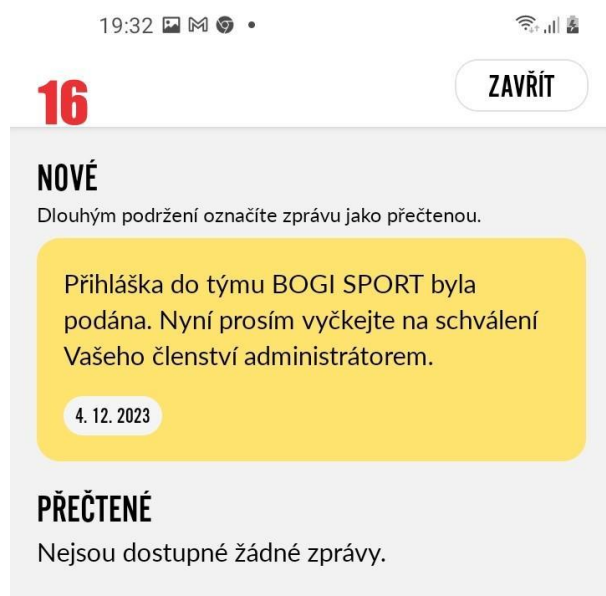 19:32
16
ZAVŘÍT
NOVÉ
Dlouhým podržení označíte zprávu jako přečtenou.
Přihláška do týmu BOGI SPORT byla
podána. Nyní prosím vyčkejte na schválení
Vašeho členství administrátorem.
4. 12. 2023
PŘEČTENÉ
Nejsou dostupné žádné zprávy.